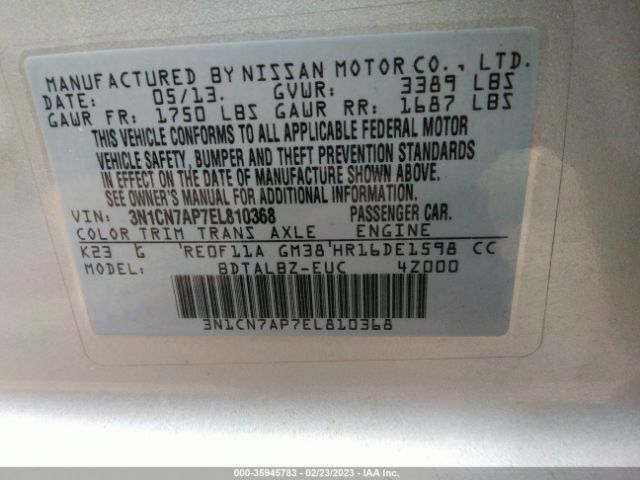 MANUFACTURED BY NISSAN MOTOR CO., LTD.
DATE: 05/13. GVWR: 3389 LBS
GAWR FR: 1750 LBS GAWR RR: 1687 LBS
THIS VEHICLE CONFORMS TO ALL APPLICABLE FEDERAL MOTOR
VEHICLE SAFETY, BUMPER AND THEFT PREVENTION STANDARDS
IN EFFECT ON THE DATE OF MANUFACTURE SHOWN ABOVE.
SEE OWNER'S MANUAL FOR ADDITIONAL INFORMATION.
VIN: 3N1CN7AP7EL810368 PASSENGER CAR.
COLOR TRIM TRANS AXLE ENGINE
K23 G 'RE0F11A GM38'HR16DE1598 CC
MODEL: BDTALBZ-EUC 4Z000
3N1CN7AP7EL810368
000-35945783 - 02/23/2023 - IAA Inc.